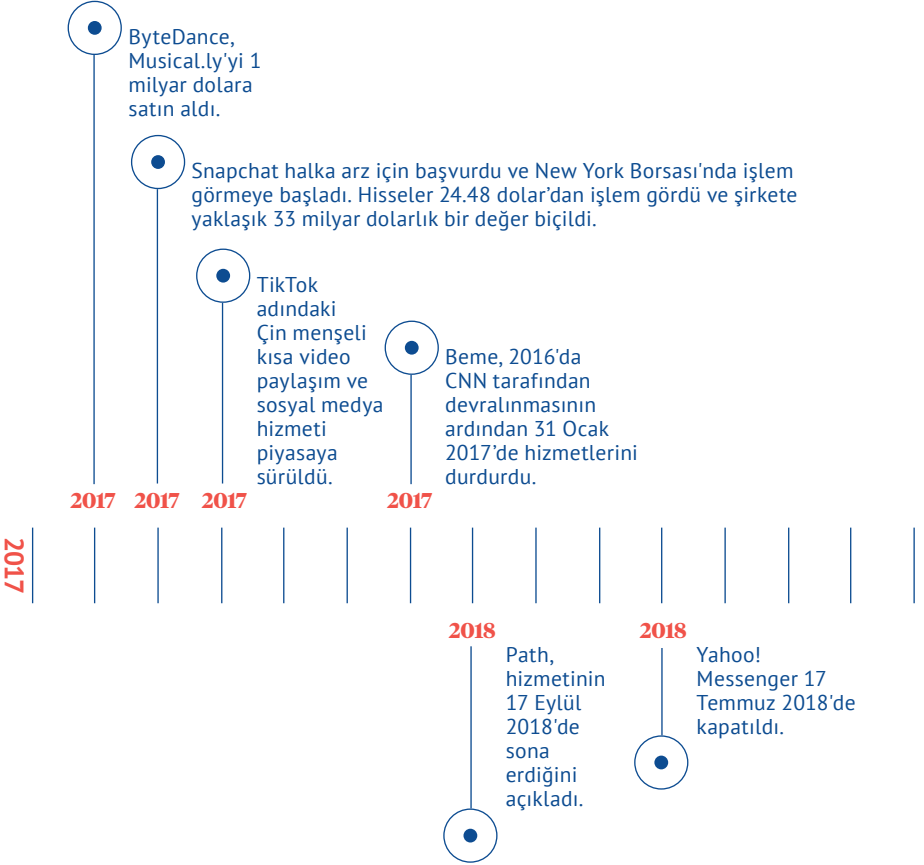 ByteDance,
Musical.ly'yi 1
milyar dolara
satın aldı.
Snapchat halka arz için başvurdu ve New York Borsası'nda işlem
görmeye başladı. Hisseler 24.48 dolar’dan işlem gördü ve şirkete
yaklaşık 33 milyar dolarlık bir değer biçildi.
TikTok
adındaki
Çin menşeli
kısa video
paylaşım ve
sosyal medya
hizmeti
piyasaya
sürüldü.
Beme, 2016'da
CNN tarafından
devralınmasının
ardından 31 Ocak
2017’de hizmetlerini
durdurdu.
2017 2017 2017 2017
2017
2018 2018
Path,
hizmetinin
17 Eylül
2018'de
sona
erdiğini
açıkladı.
Yahoo!
Messenger 17
Temmuz 2018'de
kapatıldı.